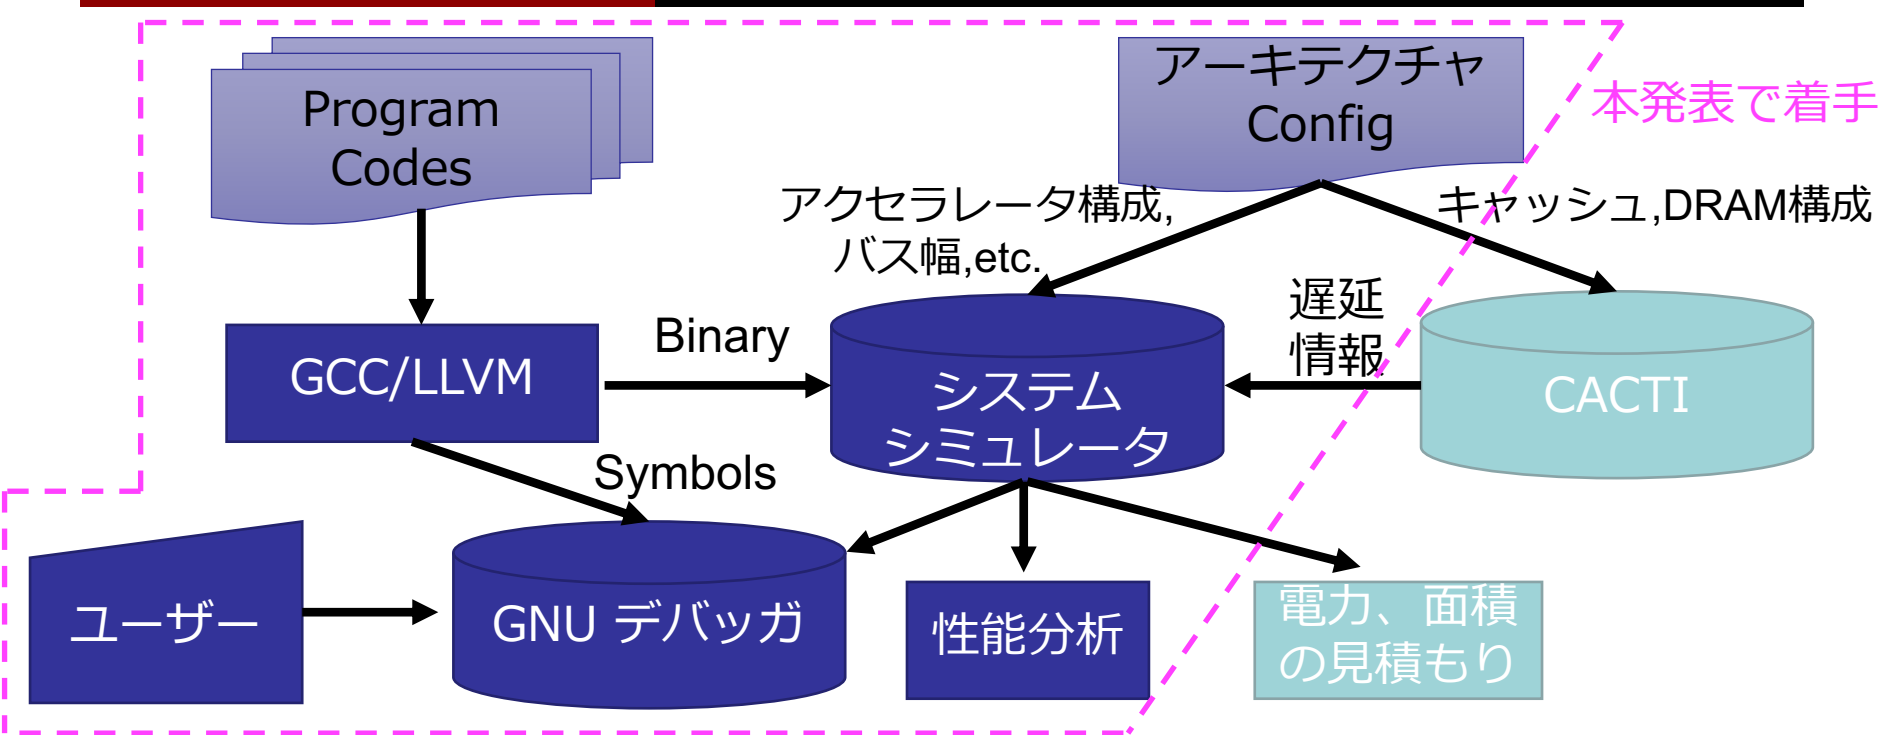 Program
Codes
アーキテクチャ
Config
本発表で着手
アクセラレータ構成,
バス幅,etc.
キャッシュ,DRAM構成
遅延
情報
GCC/LLVM
Binary
システム
シミュレータ
CACTI
Symbols
ユーザー
GNU デバッガ
性能分析
電力、面積
の見積もり